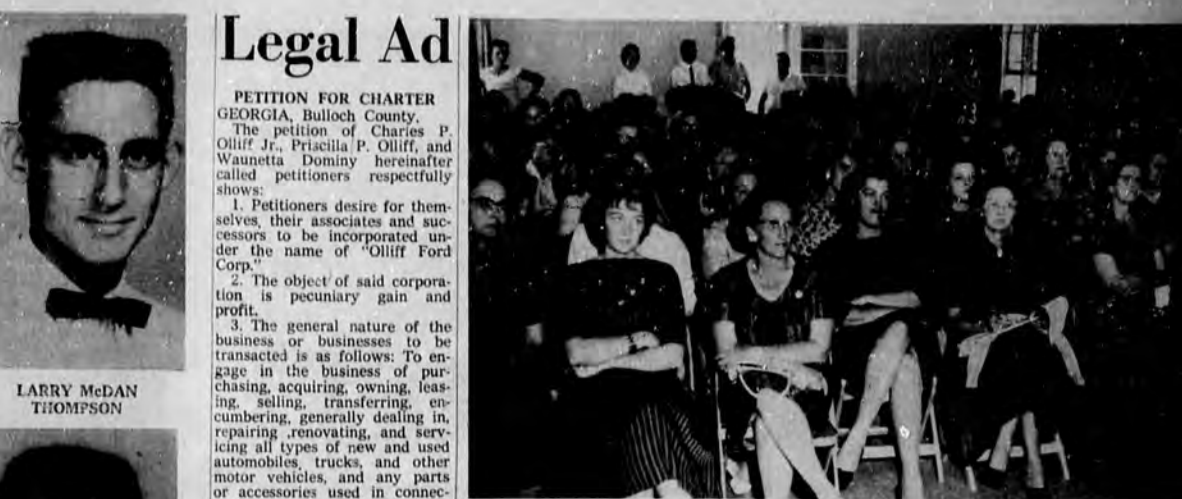 LARRY McDAN
THOMPSON
Legal Ad
PETITION FOR CHARTER
GEORGIA, Bulloch County.
The petition of Charles P.
Olliff Jr., Priscilla P. Olliff, and
Waunetta Dominy hereinafter
called petitioners respectfully
shows:
1. Petitioners desire for them-
selves, their associates and suc-
cessors to be incorporated un-
der the name of "Olliff Ford
Corp."
2. The object of said corpora-
tion is pecuniary gain and
profit.
3. The general nature of the
business or businesses to be
transacted is as follows: To en-
gage in the business of pur-
chasing, acquiring, owning, leas-
ing, selling, transferring, en-
cumbering, generally dealing in,
repairing ,renovating, and serv-
icing all types of new and used
automobiles, trucks, and other
motor vehicles, and any parts
or accessories used in connec-